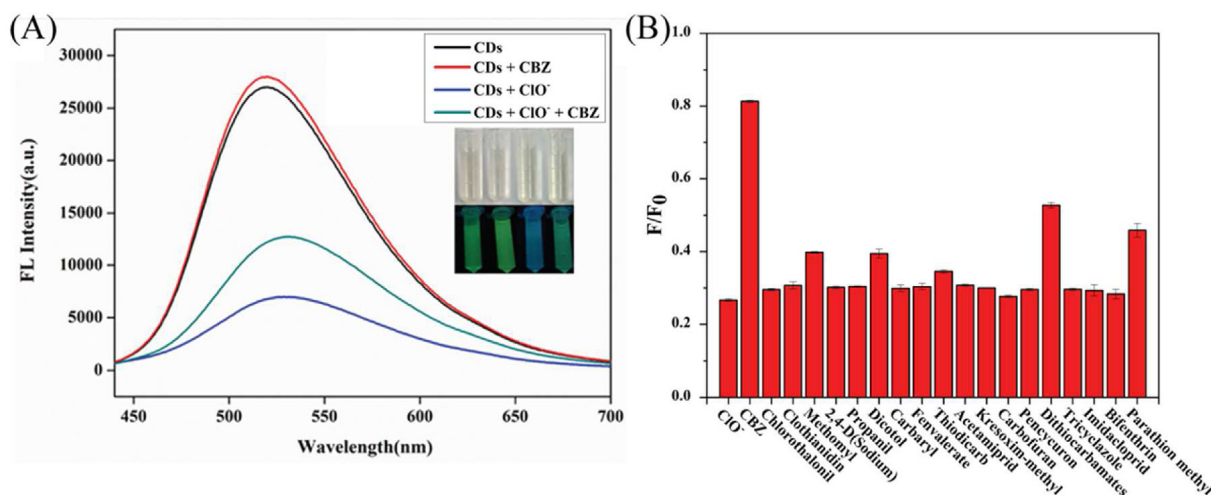 (A)
30000
25000
20000
15000
10000
5000
0
FL Intensity(a.u.)
450
500
550
600
650
700
Wavelength(nm)
CDs
CDs + CBZ
CDs + ClO⁻
CDs + ClO⁻ + CBZ
(B)
1.0
0.8
0.6
0.4
0.2
0.0
F/F₀
ClO⁻
CBZ
Chlorothalonil
Clothianidin
Methomyl
2,4-D(Sodium)
Propanil
Dicotol
Carbaryl
Fenvalerate
Thiodicarb
Acetamiprid
Kresoxim-methyl
Carbofuran
Pencycuron
Dithiocarbamates
Tricyclazole
Imidacloprid
Bifenthrin
Parathion methyl